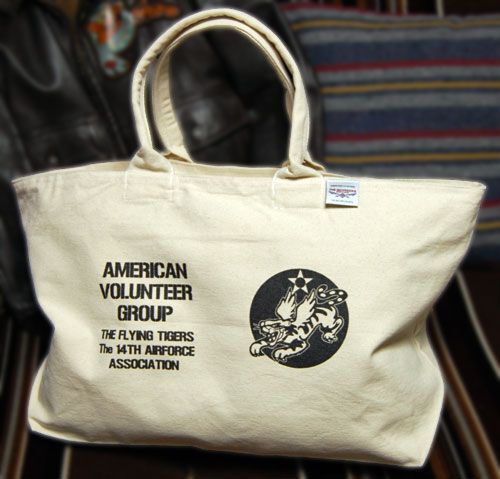 AMERICAN
VOLUNTEER
GROUP
THE FLYING TIGERS
The 14TH AIRFORCE
ASSOCIATION